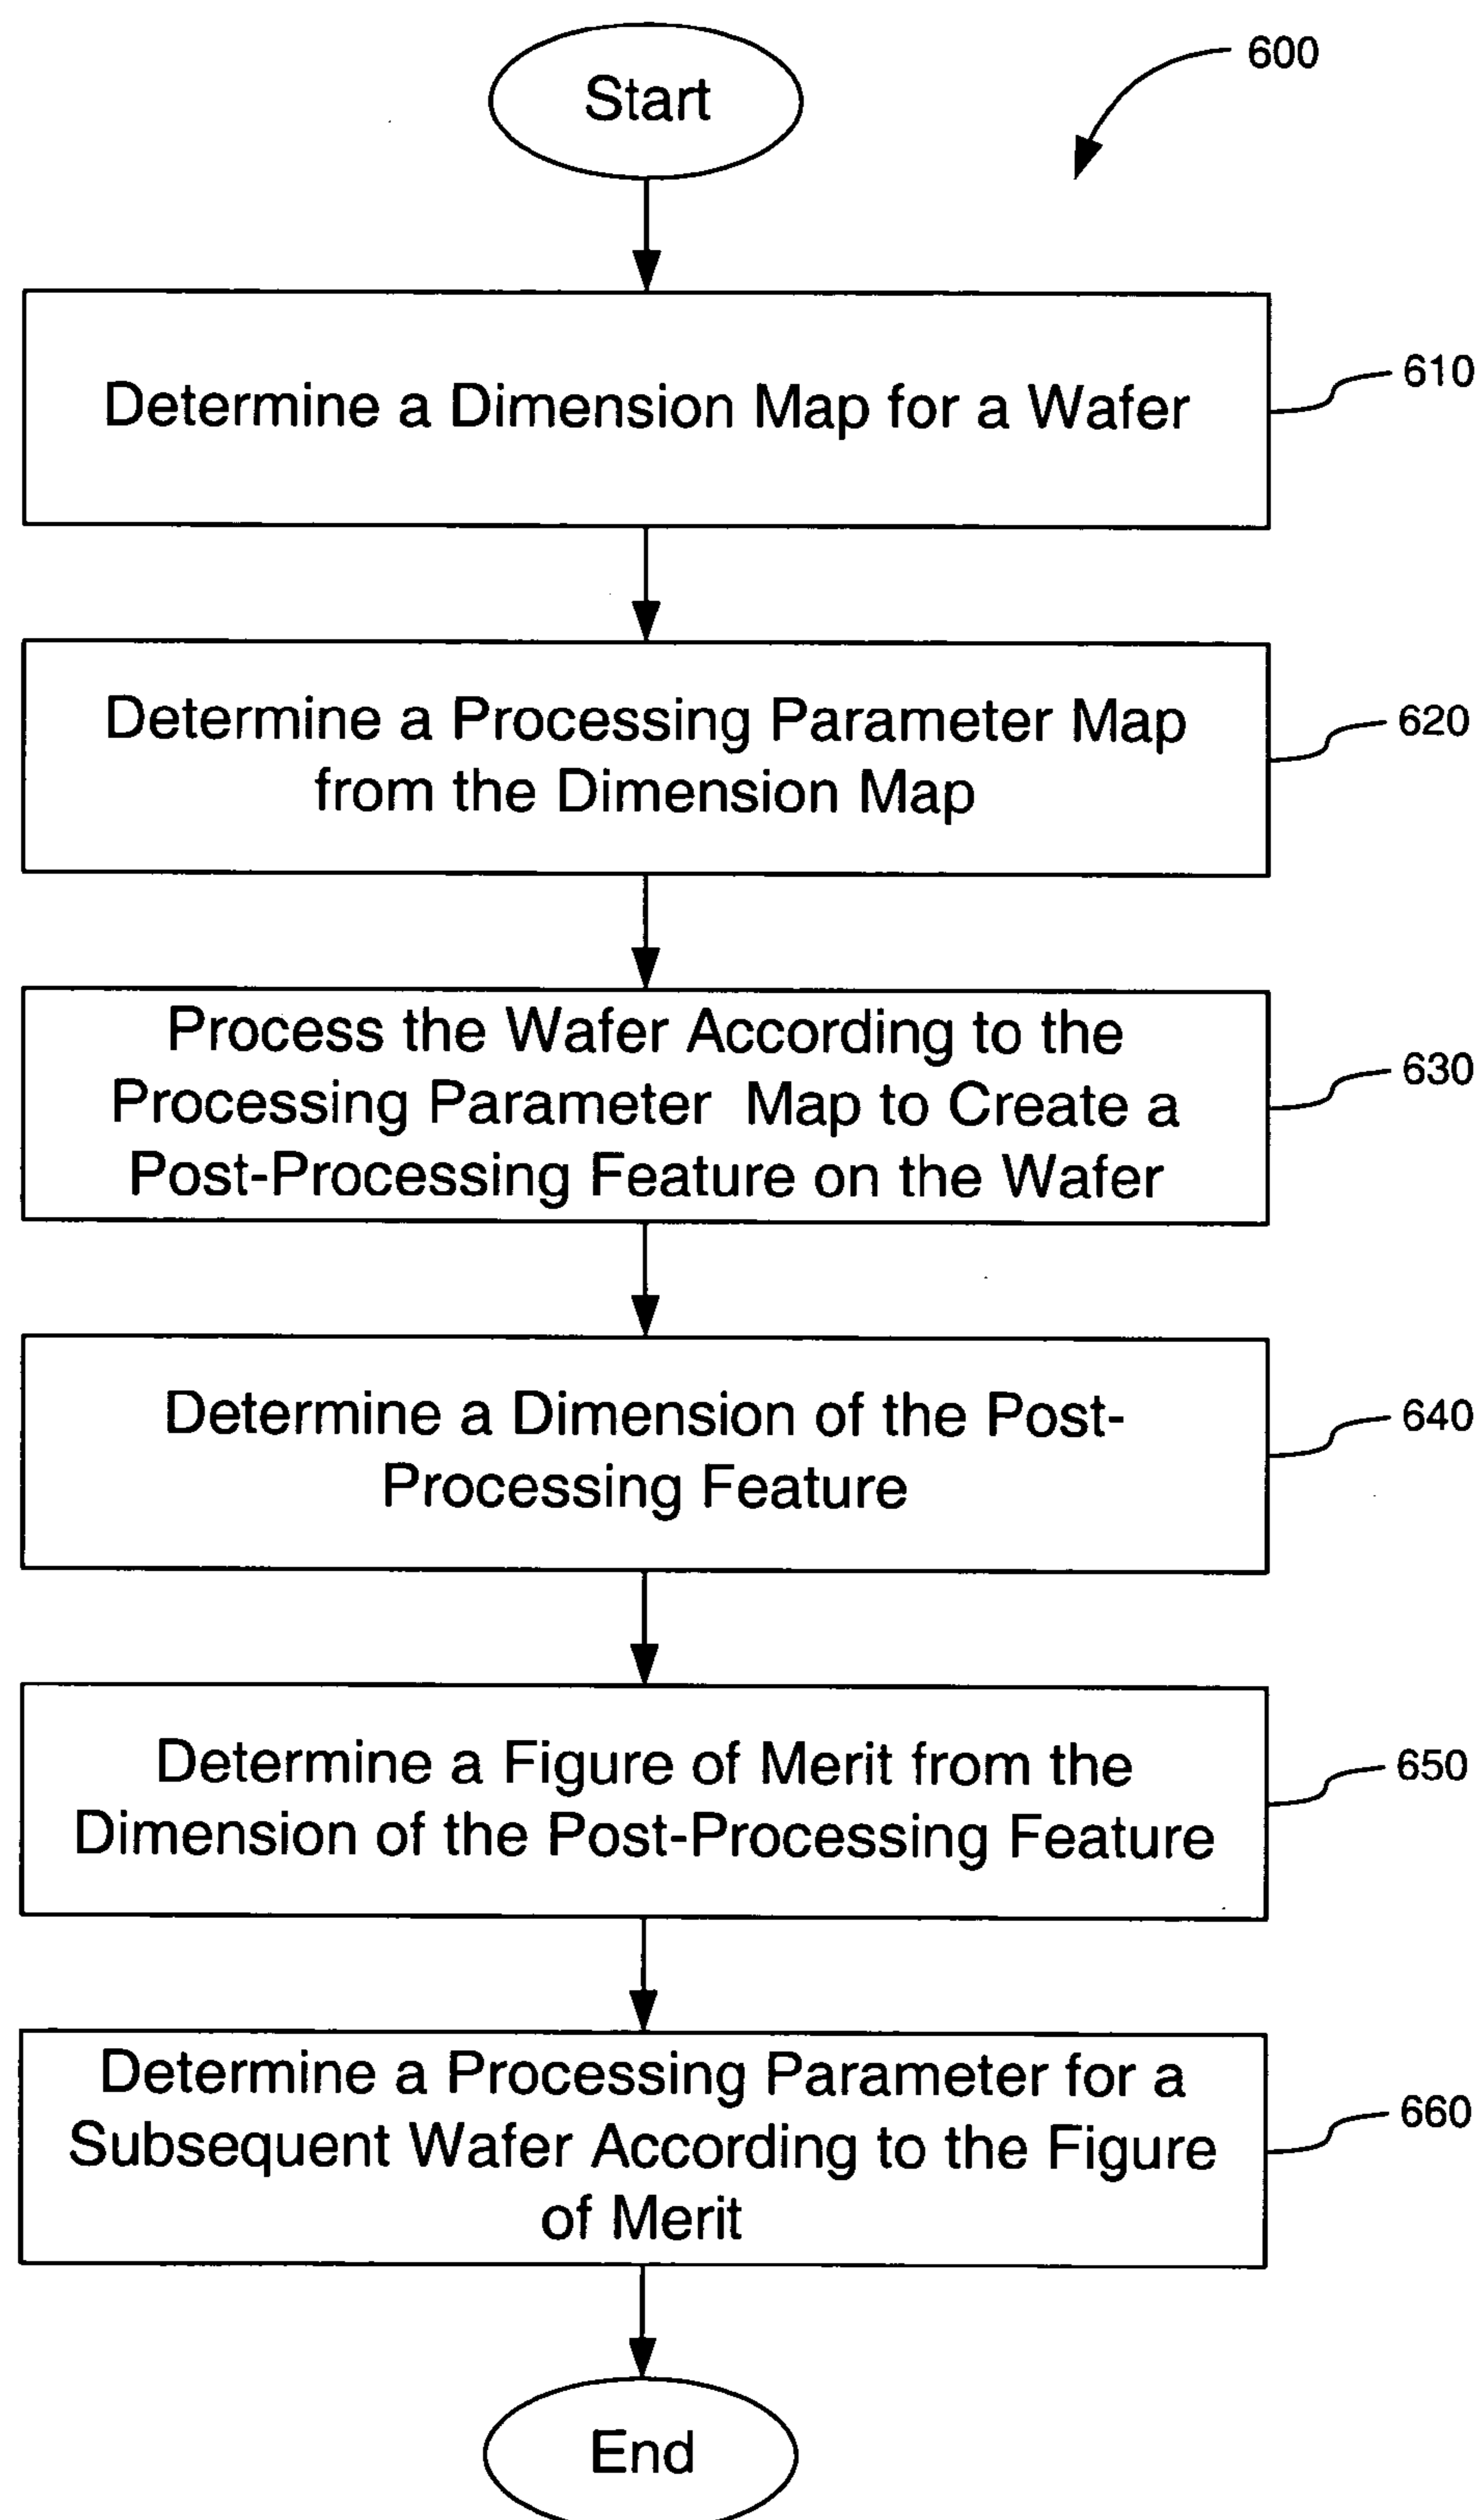 Start
600
Determine a Dimension Map for a Wafer
610
Determine a Processing Parameter Map
from the Dimension Map
620
Process the Wafer According to the
Processing Parameter Map to Create a
Post-Processing Feature on the Wafer
630
Determine a Dimension of the Post-
Processing Feature
640
Determine a Figure of Merit from the
Dimension of the Post-Processing Feature
650
Determine a Processing Parameter for a
Subsequent Wafer According to the Figure
of Merit
660
End